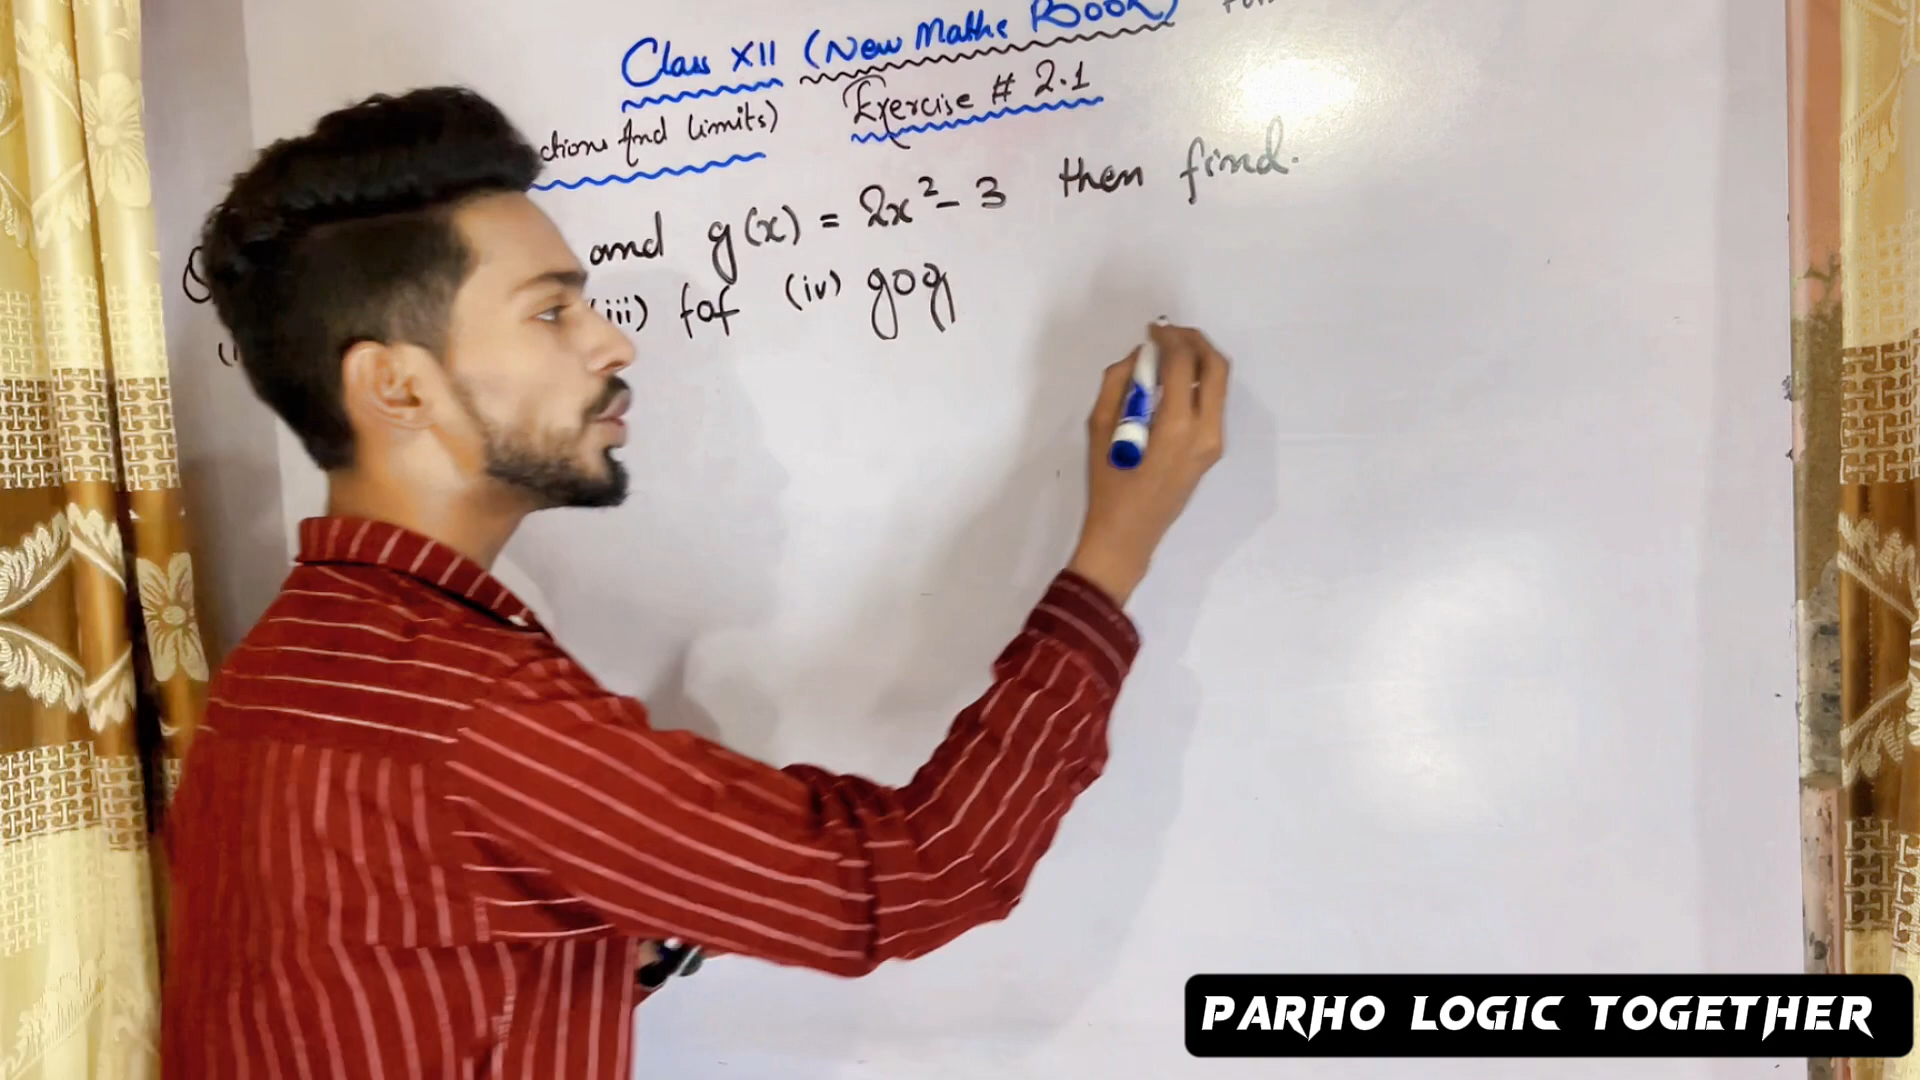 Class XII (New Maths Book)
ctions And Limits) Exercise # 2.1
and g(x) = 2x² - 3 then find.
(iii) fof (iv) gog
PARHO LOGIC TOGETHER